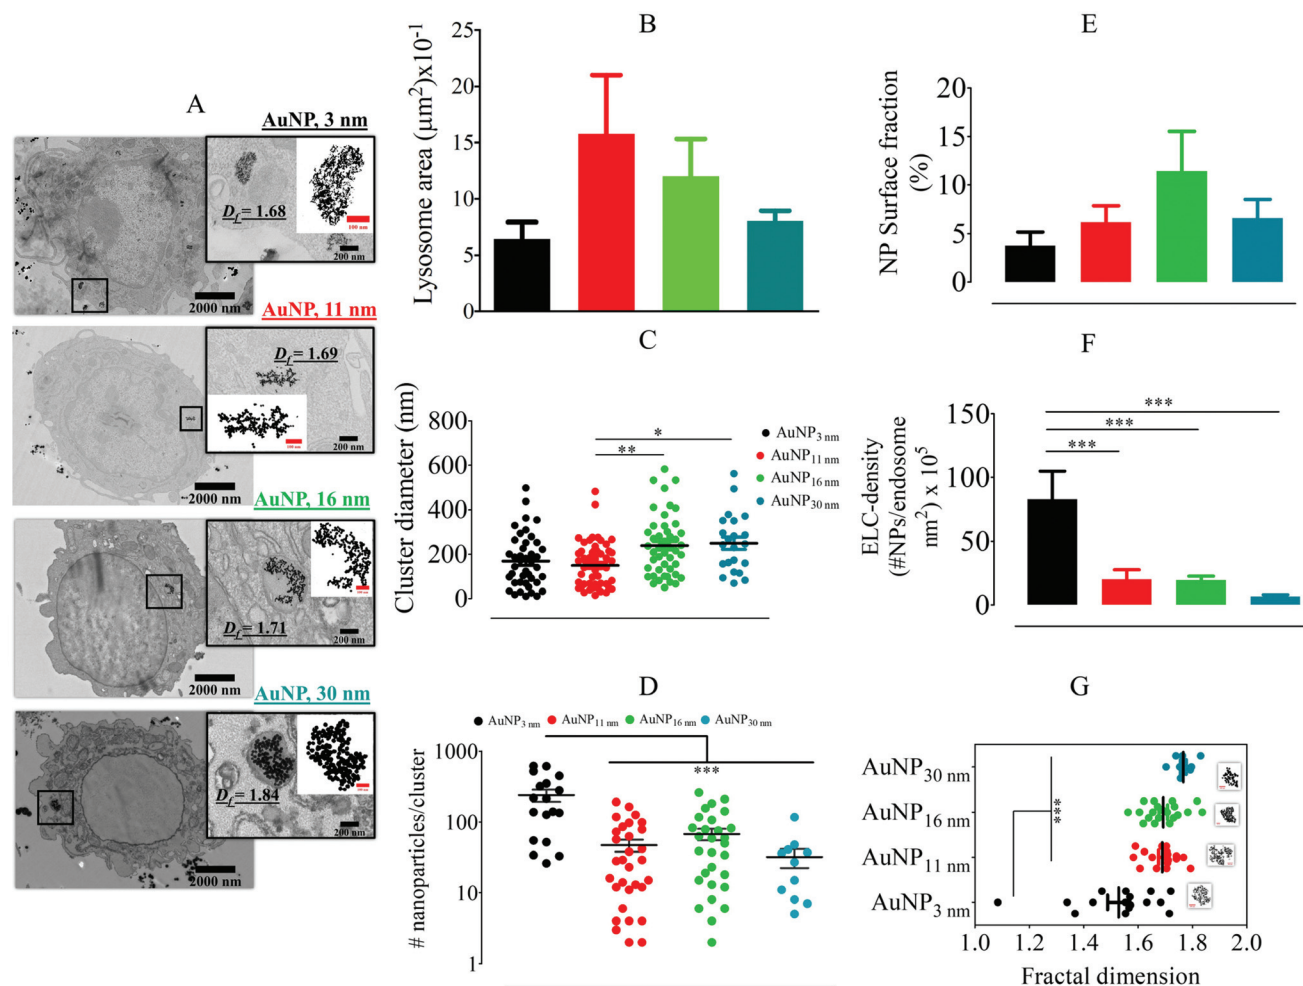 A
AuNP, 3 nm
D_f = 1.68
100 nm
200 nm
2000 nm
AuNP, 11 nm
D_f = 1.69
200 nm
2000 nm
AuNP, 16 nm
D_f = 1.71
200 nm
2000 nm
AuNP, 30 nm
D_f = 1.84
200 nm
2000 nm
B
Lysosome area (μm²)x10⁻¹
25
20
15
10
5
0
C
Cluster diameter (nm)
800
600
400
200
0
*
**
AuNP3 nm
AuNP11 nm
AuNP16 nm
AuNP30 nm
D
AuNP3 nm AuNP11 nm AuNP16 nm AuNP30 nm
# nanoparticles/cluster
1000
100
10
1
***
E
NP Surface fraction
(%)
20
15
10
5
0
F
ELC-density
(#NPs/endosome
nm²) x 10⁵
150
100
50
0
***
***
***
G
AuNP30 nm
AuNP16 nm
AuNP11 nm
AuNP3 nm
***
1.0 1.2 1.4 1.6 1.8 2.0
Fractal dimension